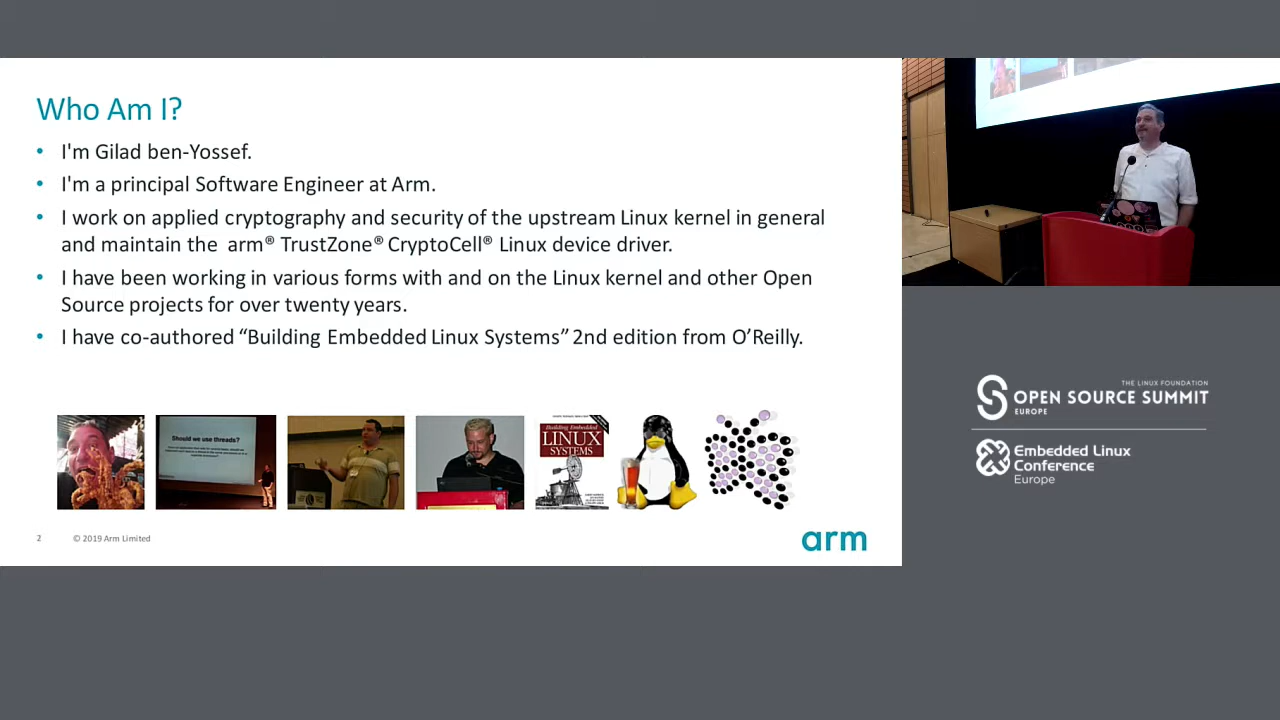 Who Am I?
• I'm Gilad ben-Yossef.
• I'm a principal Software Engineer at Arm.
• I work on applied cryptography and security of the upstream Linux kernel in general
and maintain the arm® TrustZone® CryptoCell® Linux device driver.
• I have been working in various forms with and on the Linux kernel and other Open
Source projects for over twenty years.
• I have co-authored “Building Embedded Linux Systems” 2nd edition from O’Reilly.
Should we use threads?
Building Embedded
LINUX
SYSTEMS
2
© 2019 Arm Limited
arm
THE LINUX FOUNDATION
OPEN SOURCE SUMMIT
EUROPE
Embedded Linux
Conference
Europe